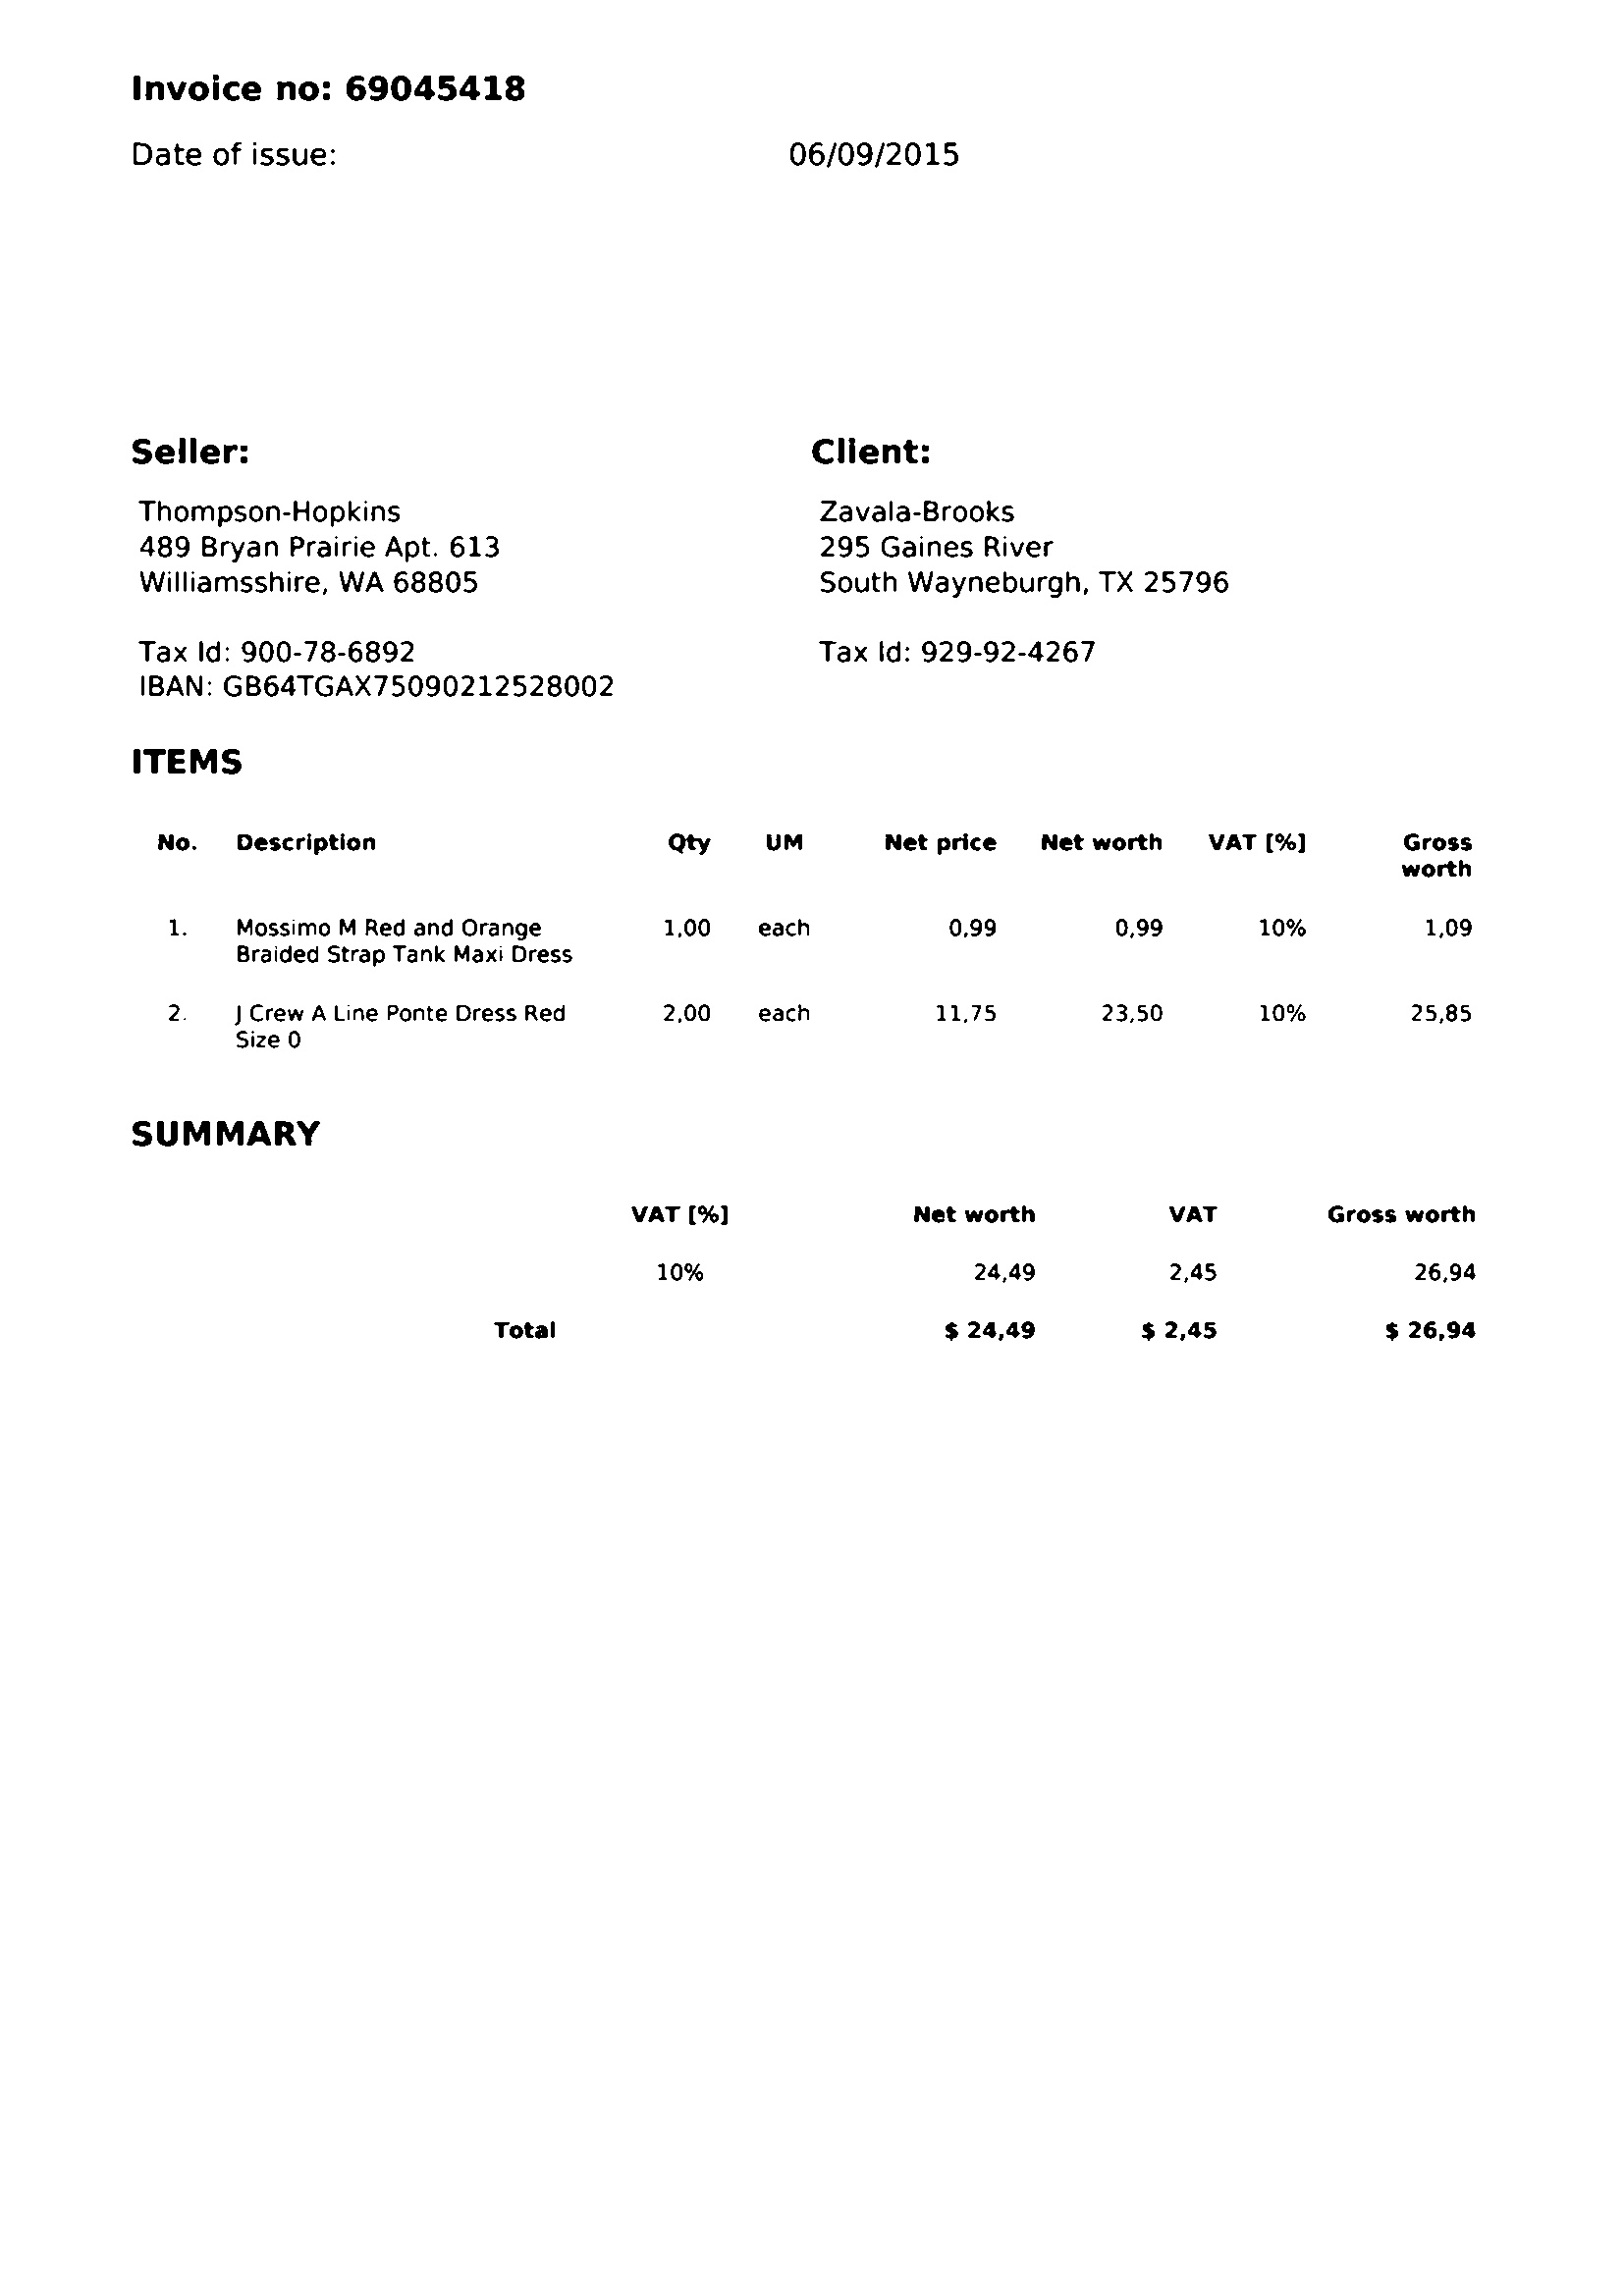 Invoice no: 69045418
Date of issue: 06/09/2015
Seller: Client:
Thompson-Hopkins Zavala-Brooks
489 Bryan Prairie Apt. 613 295 Gaines River
Williamsshire, WA 68805 South Wayneburgh, TX 25796
Tax Id: 900-78-6892 Tax Id: 929-92-4267
IBAN: GB64TGAX75090212528002
ITEMS
No. Description Qty UM Net price Net worth VAT [%] Gross
worth
1. Mossimo M Red and Orange 1,00 each 0,99 0,99 10% 1,09
Braided Strap Tank Maxi Dress
2. J Crew A Line Ponte Dress Red 2,00 each 11,75 23,50 10% 25,85
Size 0
SUMMARY
VAT [%] Net worth VAT Gross worth
10% 24,49 2,45 26,94
Total $ 24,49 $ 2,45 $ 26,94